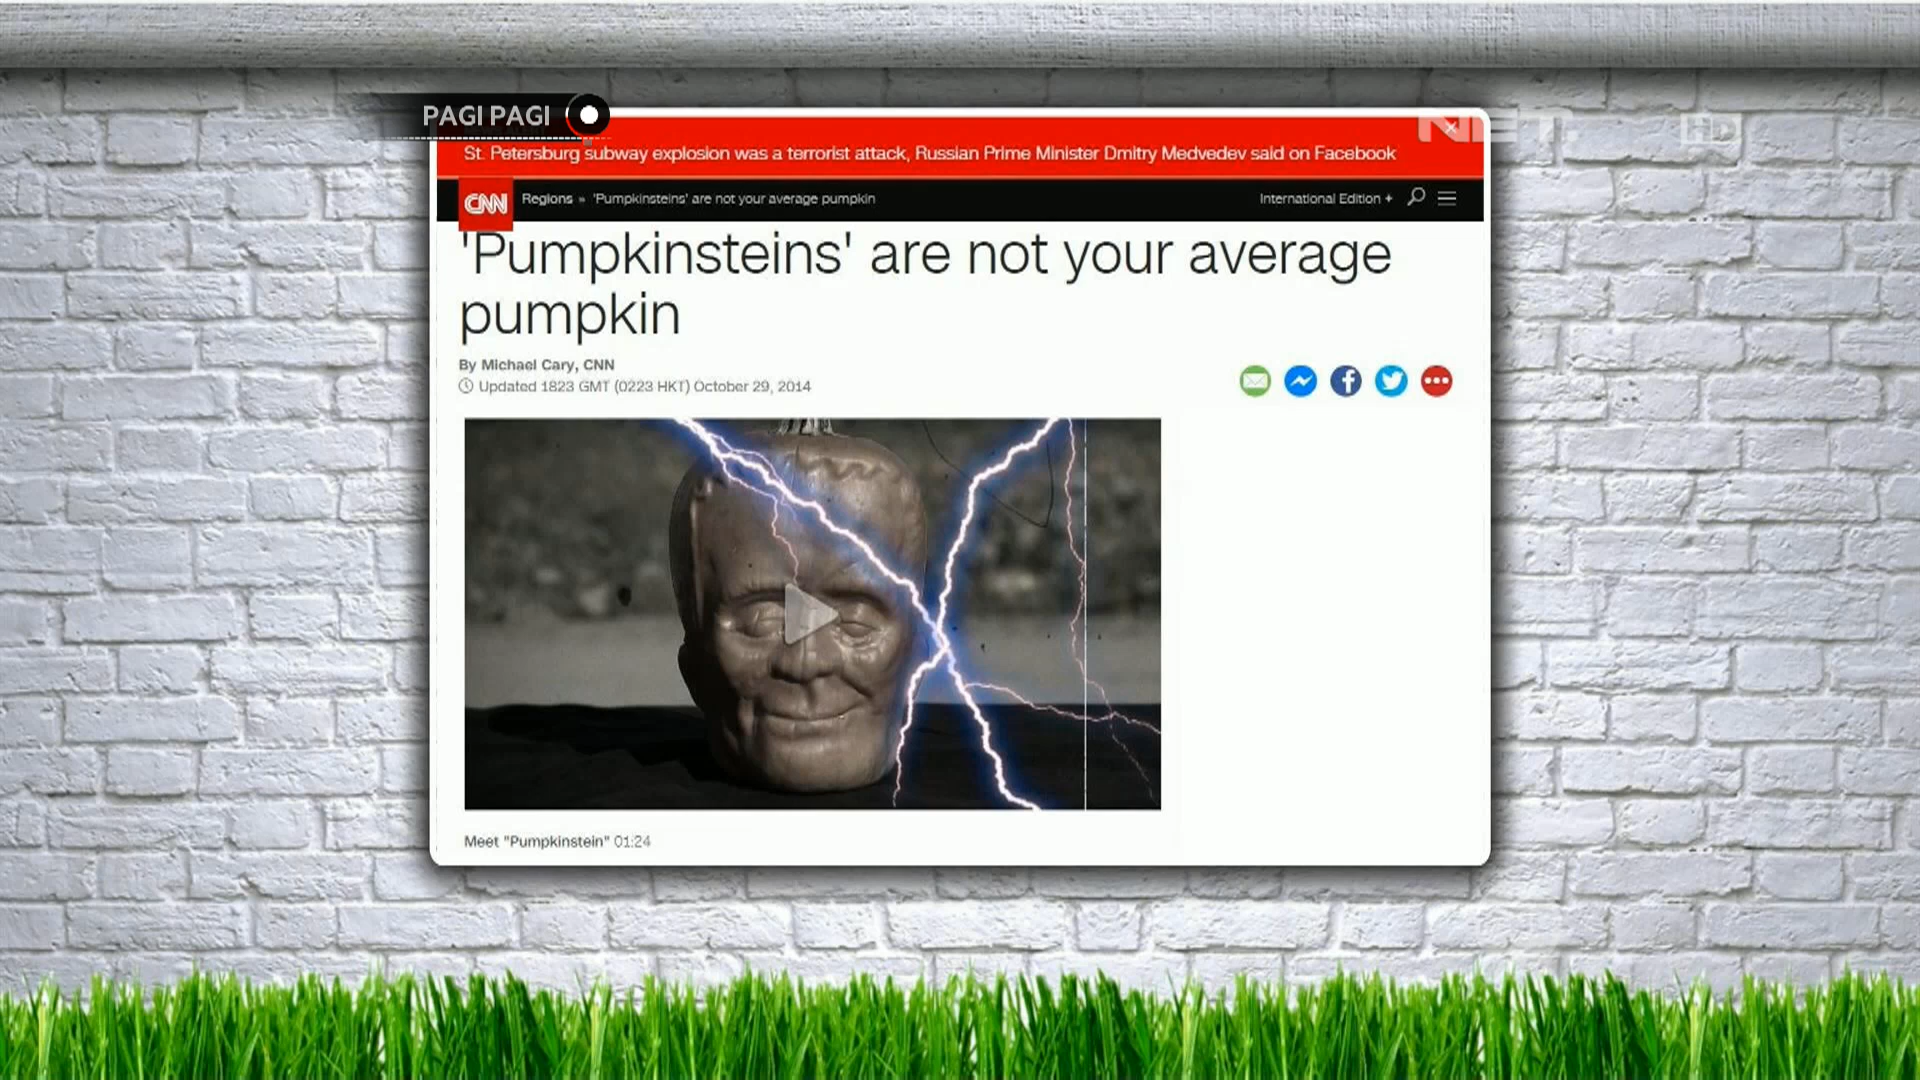 PAGI PAGI
NET.
HD
St. Petersburg subway explosion was a terrorist attack, Russian Prime Minister Dmitry Medvedev said on Facebook
CNN Regions » 'Pumpkinsteins' are not your average pumpkin International Edition +
'Pumpkinsteins' are not your average
pumpkin
By Michael Cary, CNN
Updated 1823 GMT (0223 HKT) October 29, 2014
Meet "Pumpkinstein" 01:24